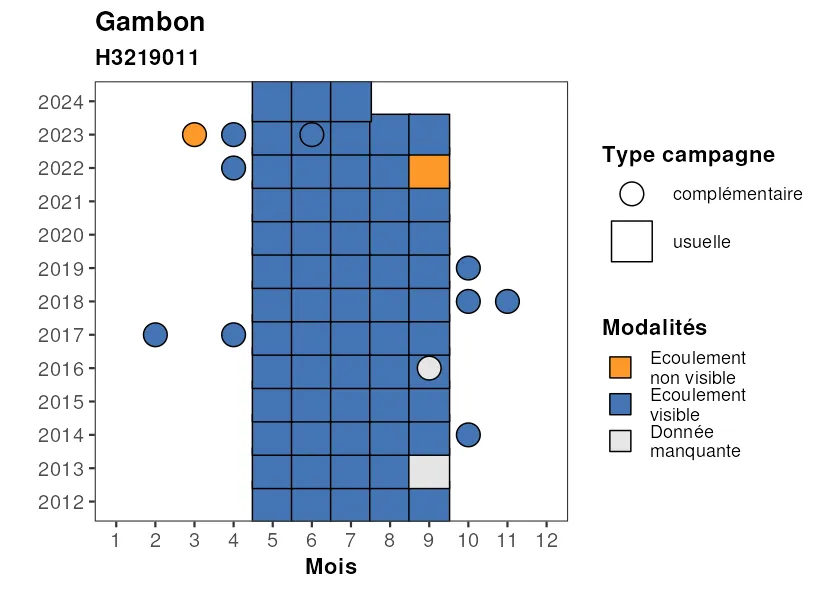 Gambon
H3219011
2024
2023
2022
2021
2020
2019
2018
2017
2016
2015
2014
2013
2012
1 2 3 4 5 6 7 8 9 10 11 12
Mois
Type campagne
complémentaire
usuelle
Modalités
Ecoulement
non visible
Ecoulement
visible
Donnée
manquante